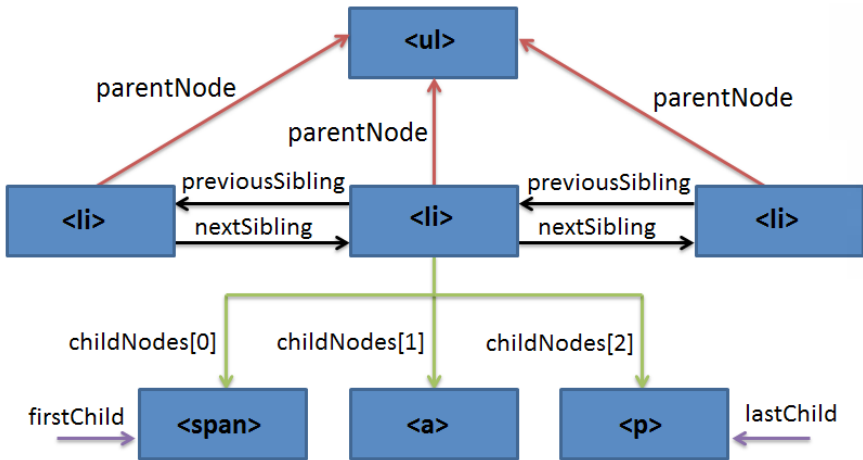 <ul>
parentNode
parentNode
parentNode
previousSibling
previousSibling
<li>
<li>
<li>
nextSibling
nextSibling
childNodes[0]
childNodes[1]
childNodes[2]
firstChild
<span>
<a>
<p>
lastChild